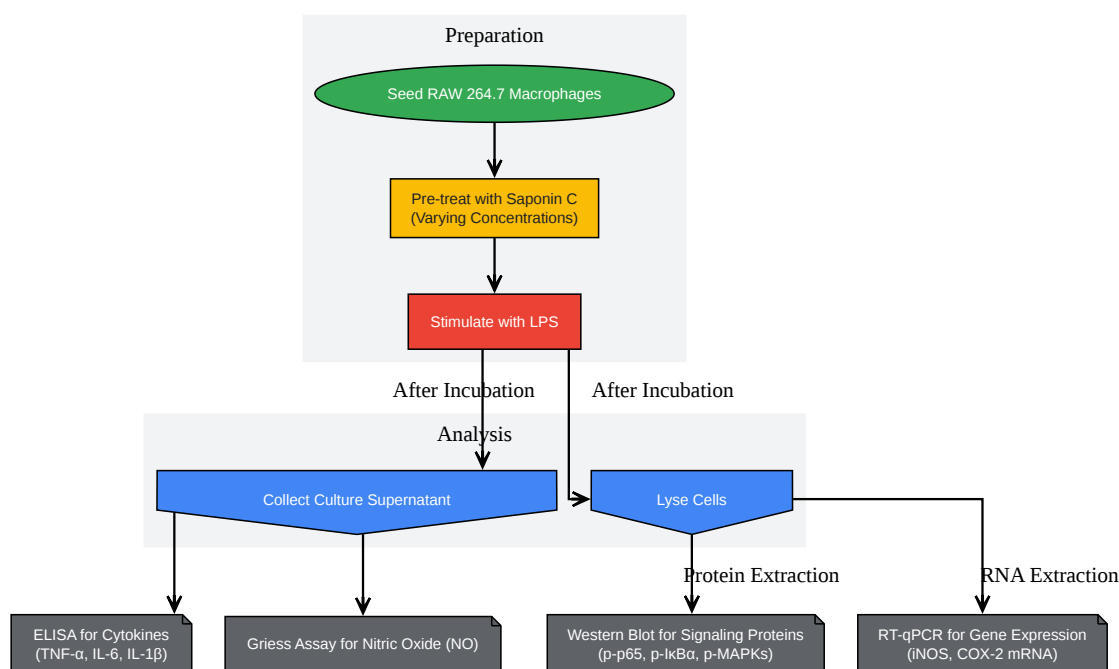 Preparation
Seed RAW 264.7 Macrophages
Pre-treat with Saponin C
(Varying Concentrations)
Stimulate with LPS
After Incubation
After Incubation
Analysis
Collect Culture Supernatant
Lyse Cells
Protein Extraction
RNA Extraction
ELISA for Cytokines
(TNF-α, IL-6, IL-1β)
Griess Assay for Nitric Oxide (NO)
Western Blot for Signaling Proteins
(p-p65, p-IκBα, p-MAPKs)
RT-qPCR for Gene Expression
(iNOS, COX-2 mRNA)